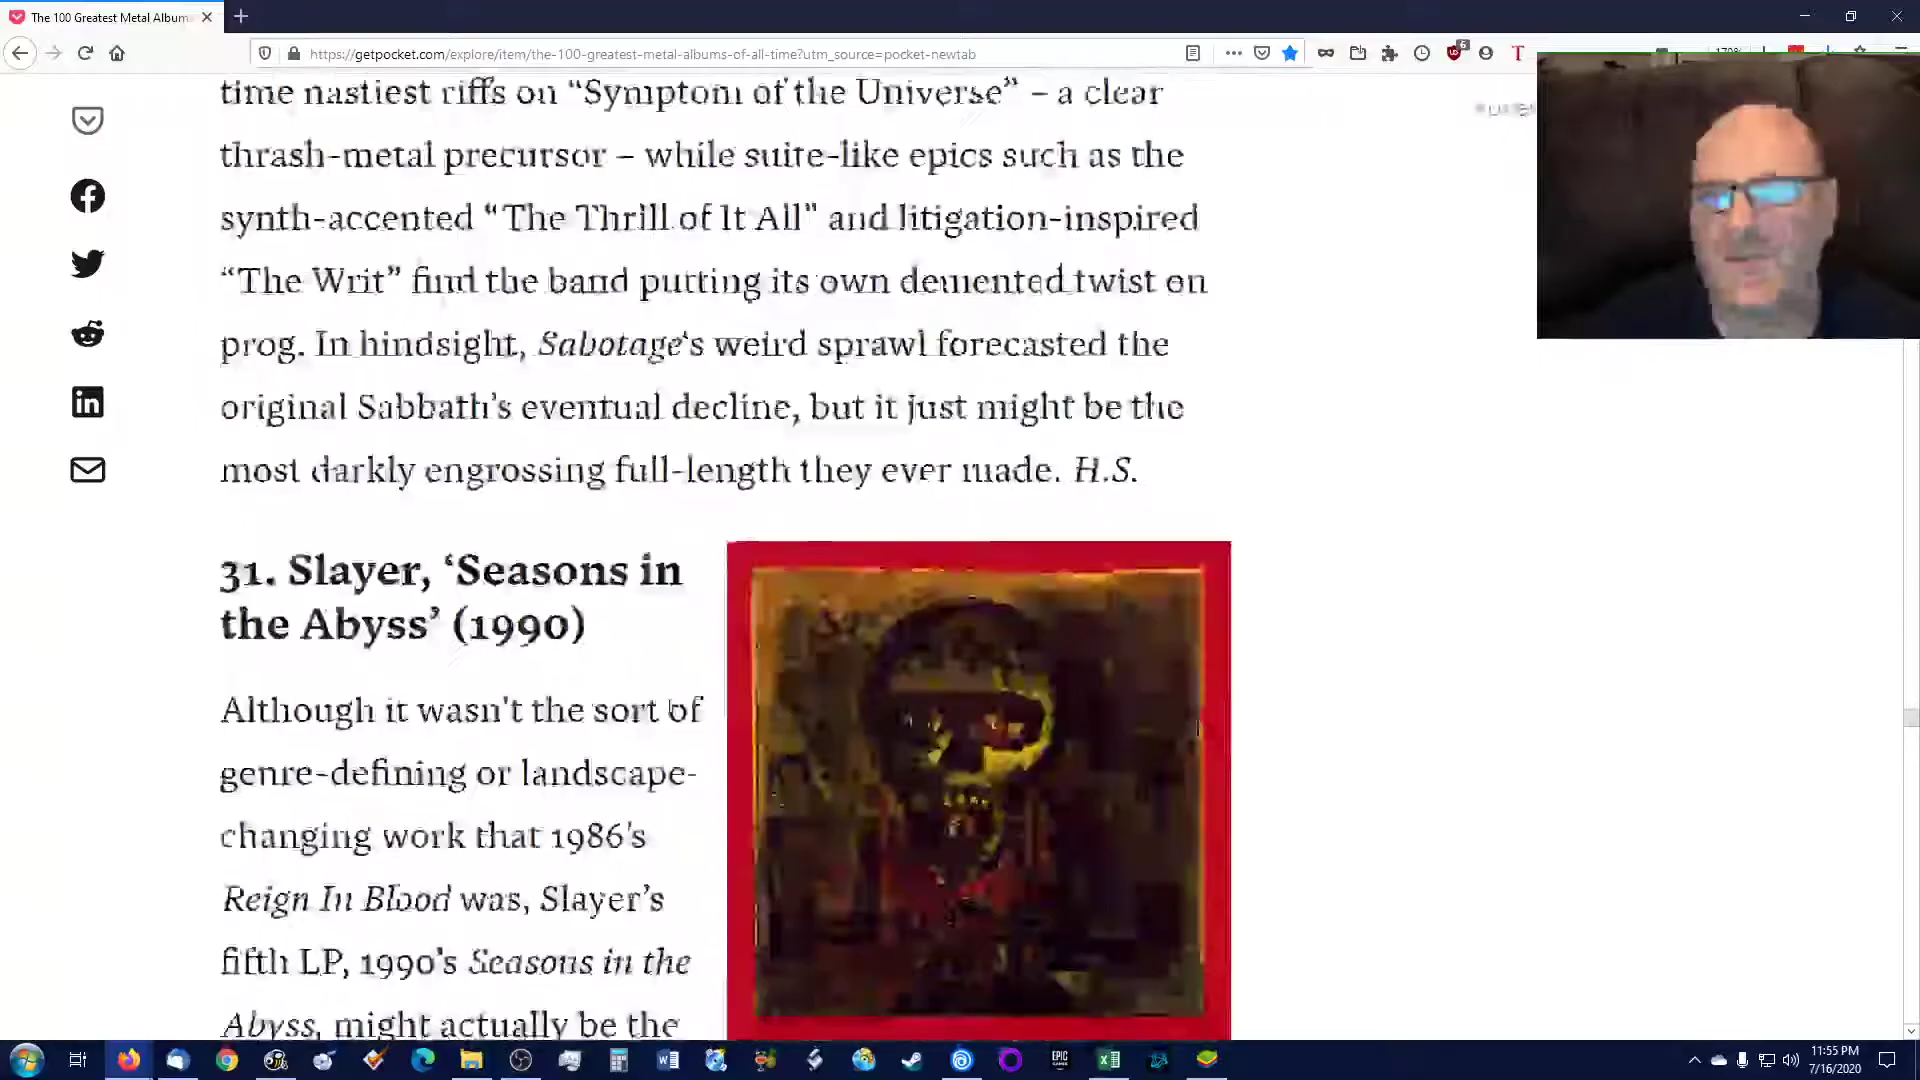 The 100 Greatest Metal Albums
https://getpocket.com/explore/item/the-100-greatest-metal-albums-of-all-time?utm_source=pocket-newtab
6
170%
time nastiest riffs on “Symptom of the Universe” – a clear
thrash-metal precursor – while suite-like epics such as the
synth-accented “The Thrill of It All” and litigation-inspired
“The Writ” find the band putting its own demented twist on
prog. In hindsight, Sabotage‘s weird sprawl forecasted the
original Sabbath’s eventual decline, but it just might be the
most darkly engrossing full-length they ever made. H.S.
31. Slayer, ‘Seasons in
the Abyss’ (1990)
Although it wasn’t the sort of
genre-defining or landscape-
changing work that 1986’s
Reign In Blood was, Slayer’s
fifth LP, 1990’s Seasons in the
Abyss, might actually be the
EPIC
GAMES
11:55 PM
7/16/2020